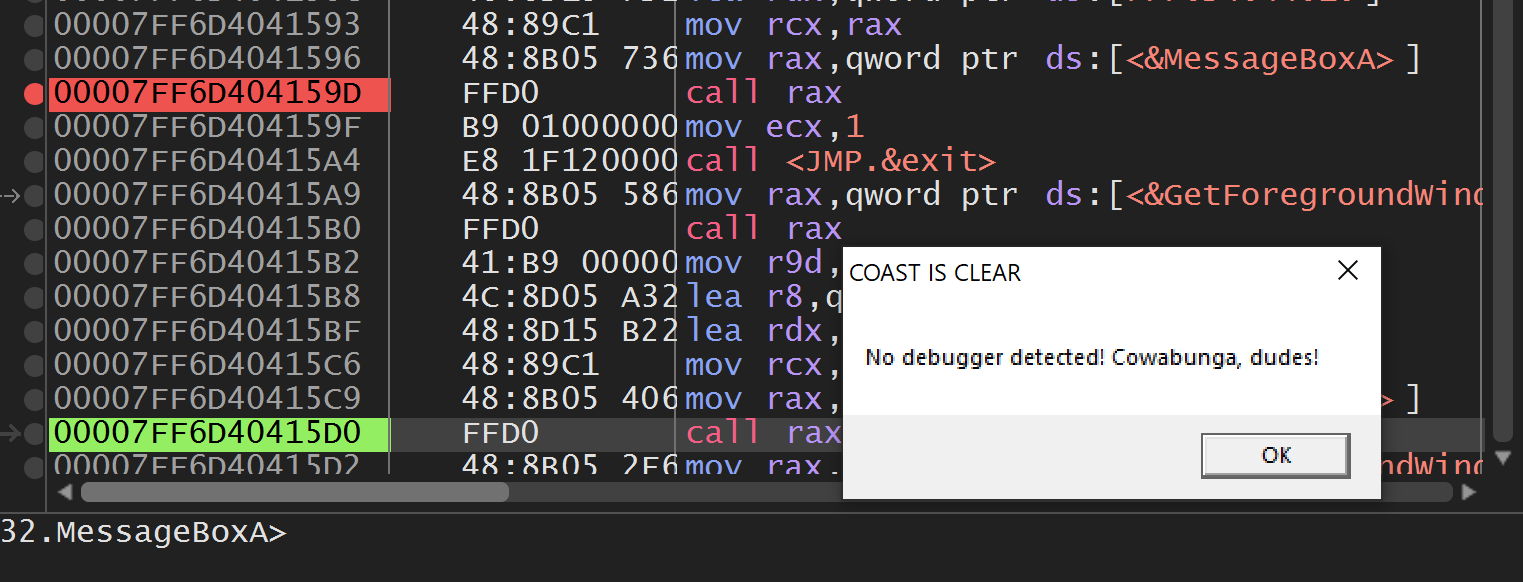 00007FF6D4041593 48:89C1 mov rcx,rax
00007FF6D4041596 48:8B05 736 mov rax,qword ptr ds:[<&MessageBoxA>]
00007FF6D404159D FFD0 call rax
00007FF6D404159F B9 01000000 mov ecx,1
00007FF6D40415A4 E8 1F120000 call <JMP.&exit>
00007FF6D40415A9 48:8B05 586 mov rax,qword ptr ds:[<&GetForegroundWind
00007FF6D40415B0 FFD0 call rax
00007FF6D40415B2 41:B9 00000 mov r9d,
00007FF6D40415B8 4C:8D05 A32 lea r8,q
00007FF6D40415BF 48:8D15 B22 lea rdx,
00007FF6D40415C6 48:89C1 mov rcx,
00007FF6D40415C9 48:8B05 406 mov rax, >]
00007FF6D40415D0 FFD0 call rax
00007FF6D40415D2 48:8B05 2F6 mov rax, ndWind
COAST IS CLEAR
No debugger detected! Cowabunga, dudes!
OK
32.MessageBoxA>